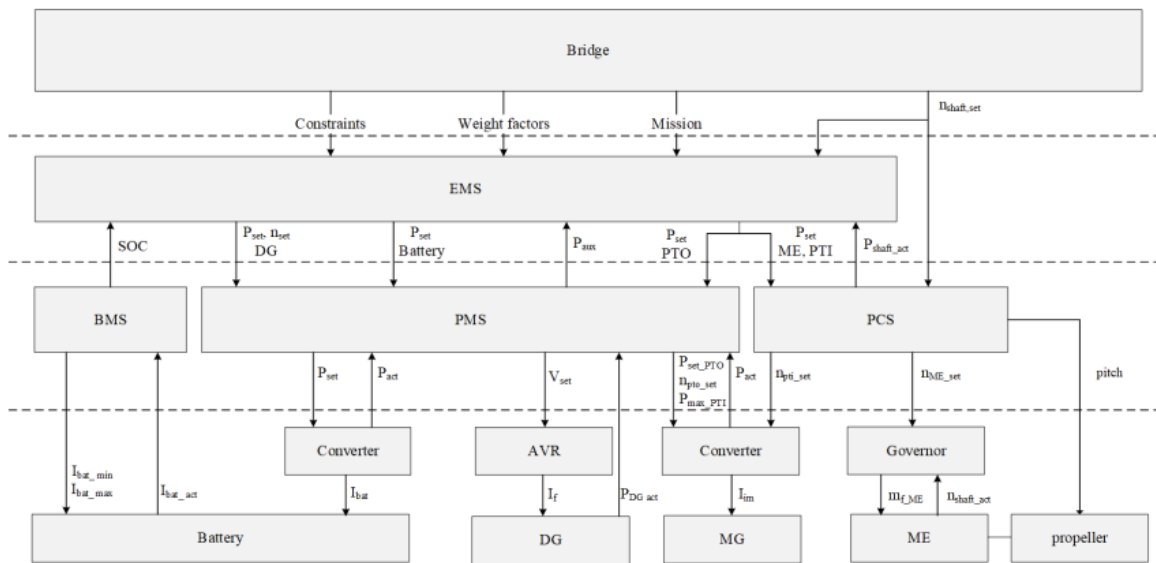 Bridge
n_shaft,set
Constraints
Weight factors
Mission
EMS
SOC
P_set, n_set
DG
P_set
Battery
P_aux
P_set
PTO
P_set
ME, PTI
P_shaft_act
BMS
PMS
PCS
P_set
P_act
V_set
P_set_PTO
n_pto_set
P_max_PTI
P_act
n_pti_set
n_ME_set
pitch
Converter
AVR
Converter
Governor
I_bat_min
I_bat_max
I_bat_act
I_bat
I_f
P_DG act
I_im
m_f_ME
n_shaft_act
Battery
DG
MG
ME
propeller